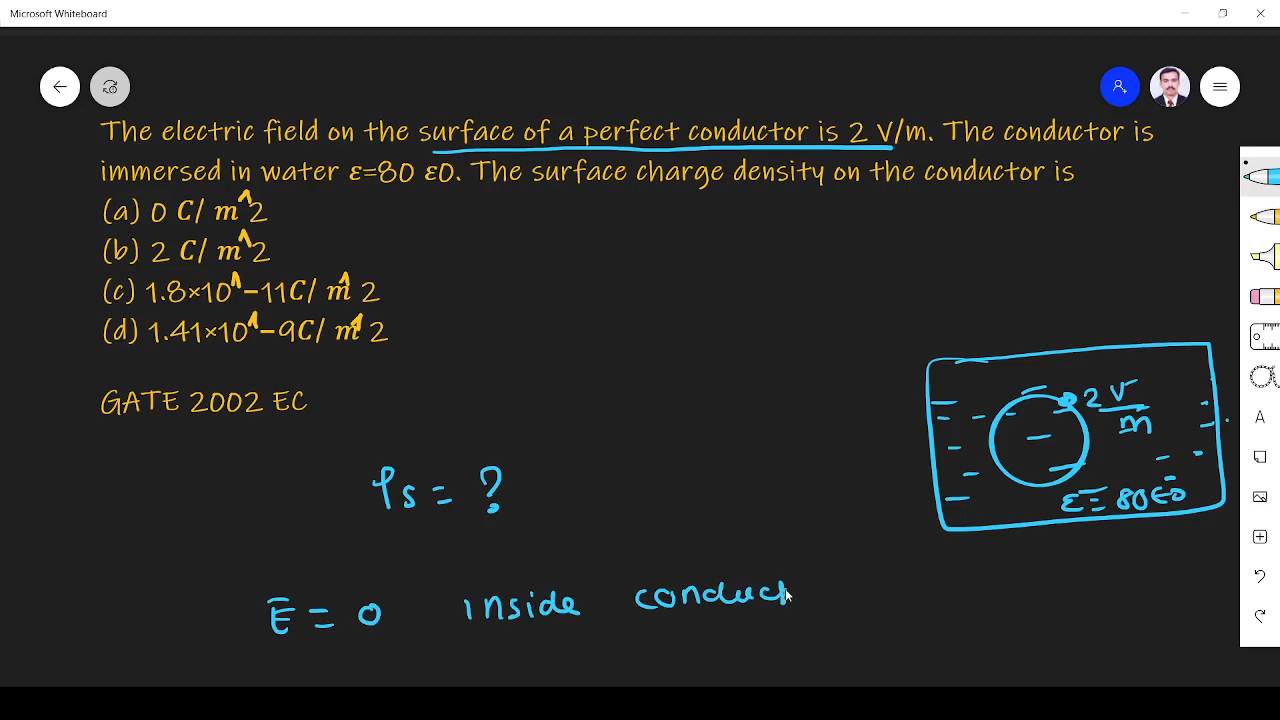 Microsoft Whiteboard
The electric field on the surface of a perfect conductor is 2 V/m. The conductor is
immersed in water ε=80 ε0. The surface charge density on the conductor is
(a) 0 C/ m^2
(b) 2 C/ m^2
(c) 1.8×10^-11C/ m^2
(d) 1.41×10^-9C/ m^2
GATE 2002 EC
2 V/m
ε = 80 ε0
ρs = ?
E̅ = 0 inside conduct
A